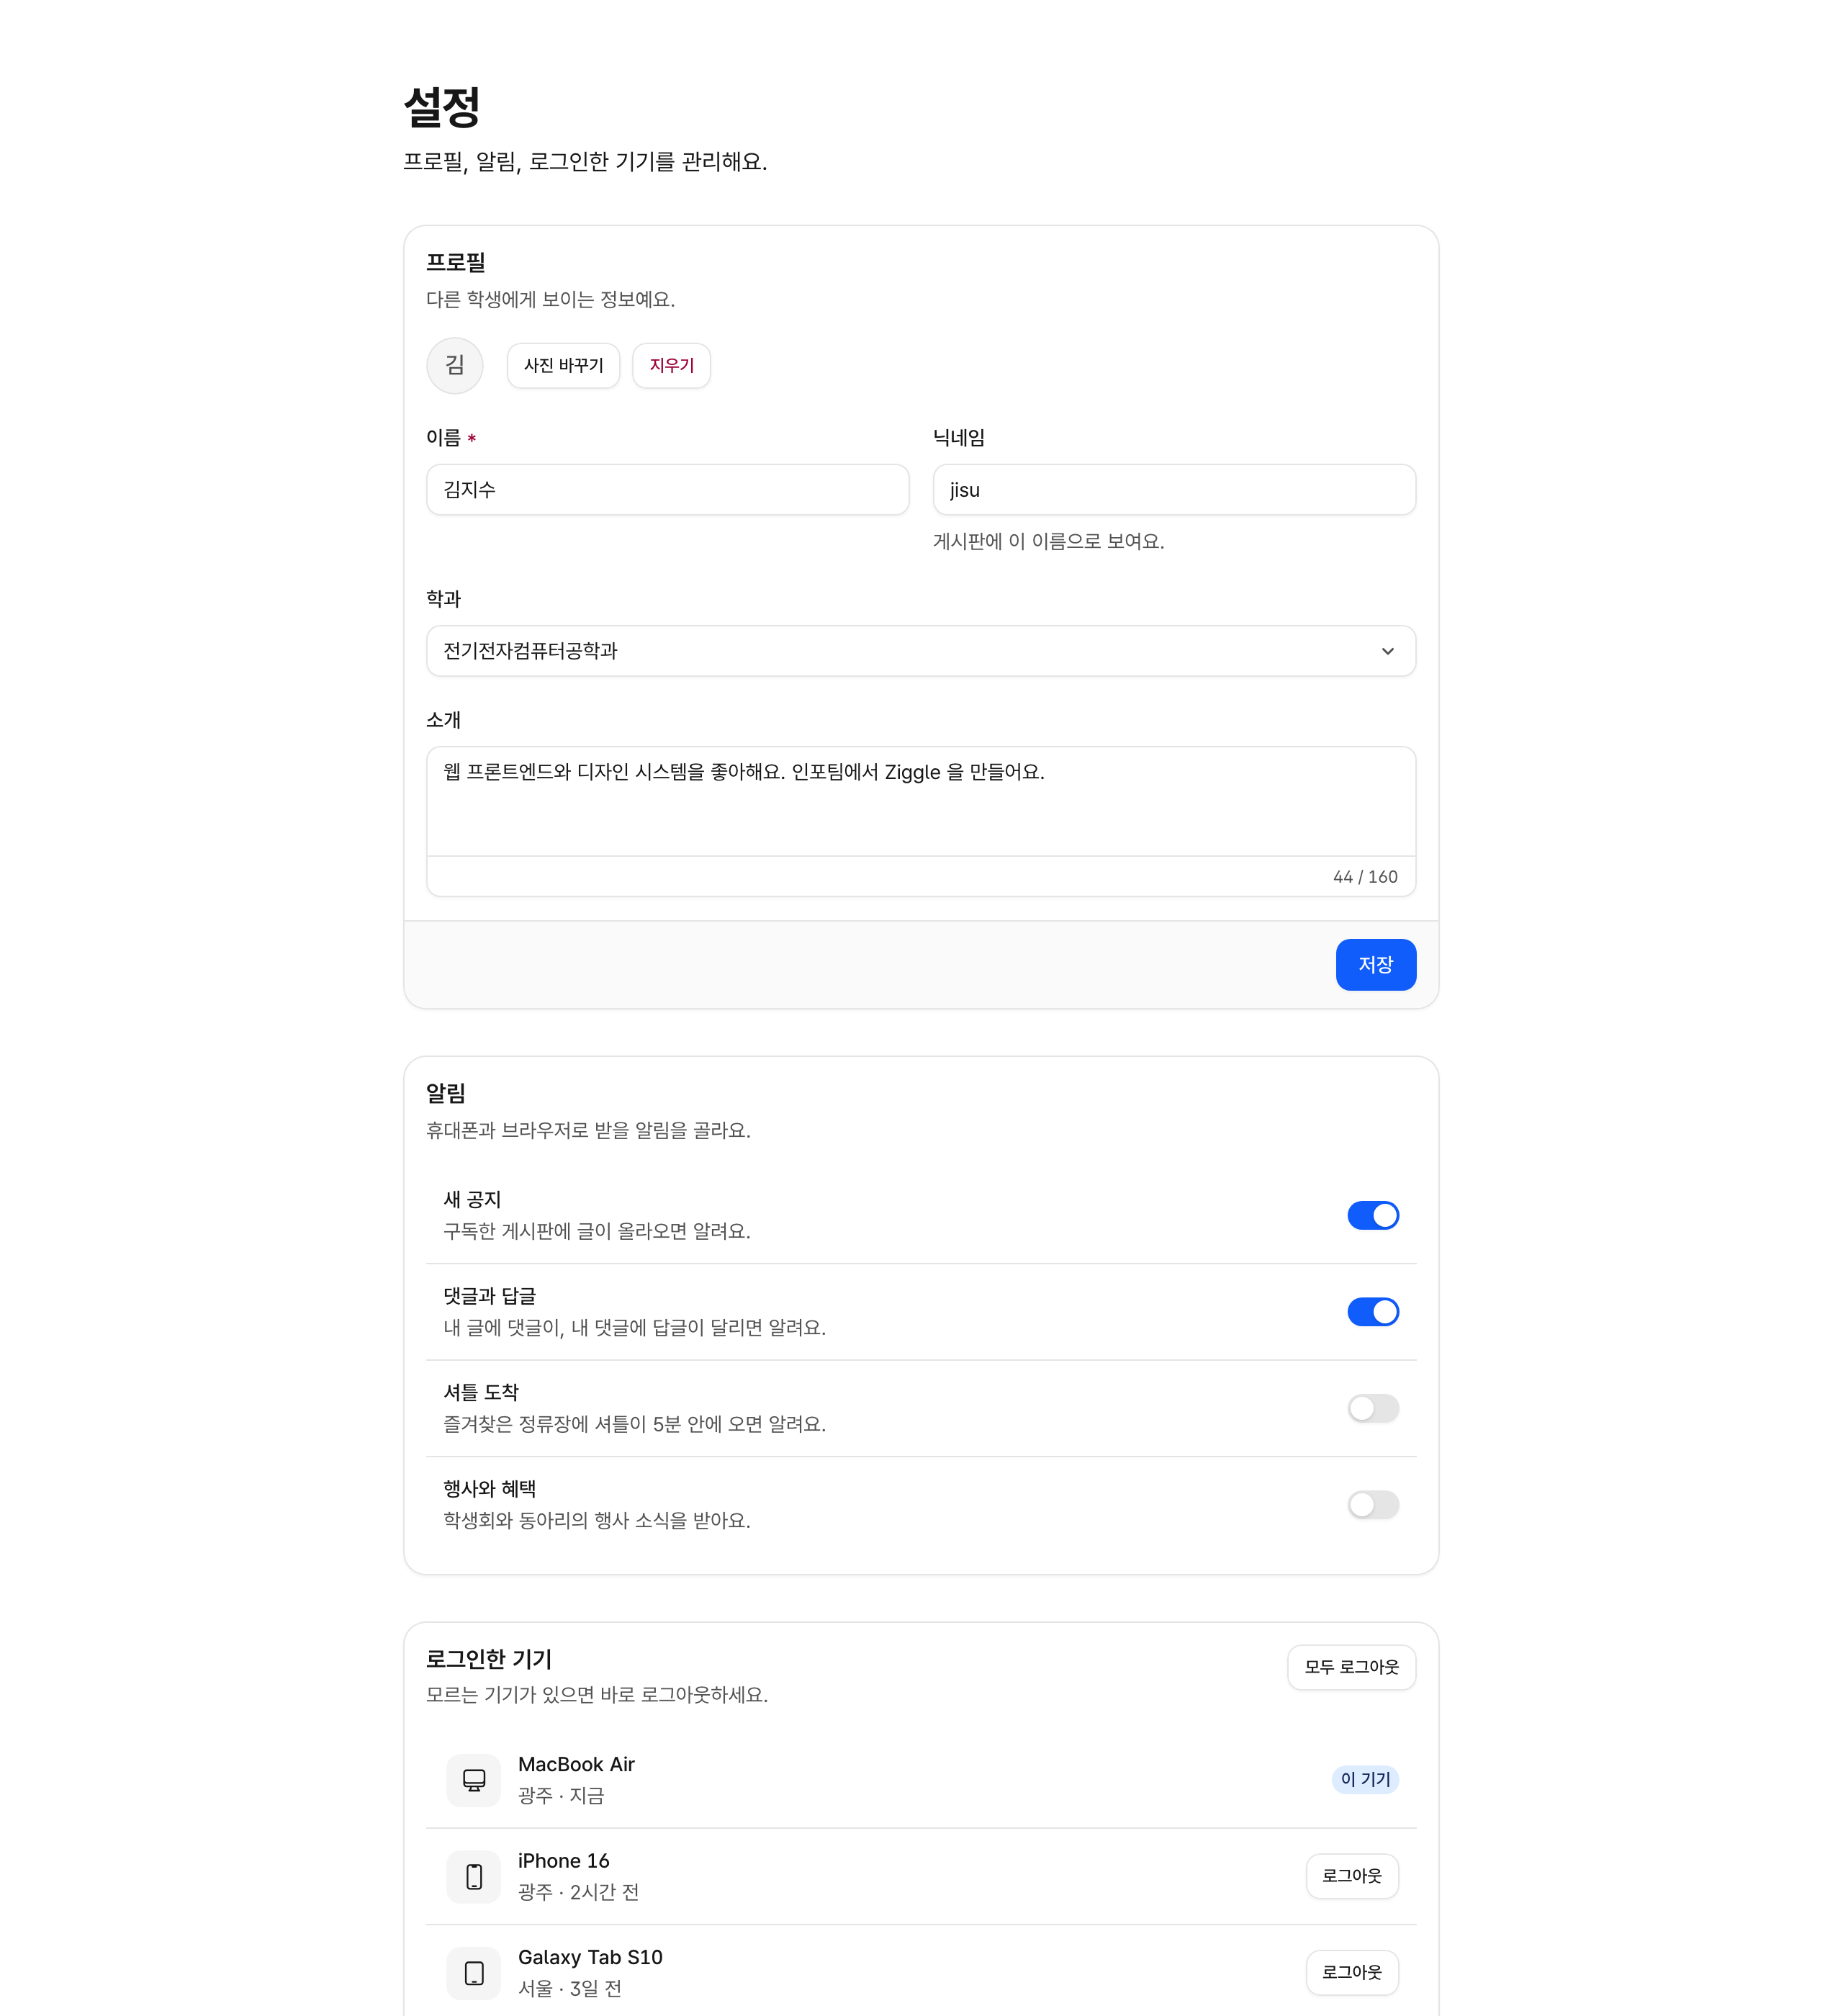 설정
프로필, 알림, 로그인한 기기를 관리해요.
프로필
다른 학생에게 보이는 정보예요.
김
사진 바꾸기
지우기
이름 *
닉네임
김지수
jisu
게시판에 이 이름으로 보여요.
학과
전기전자컴퓨터공학과
소개
웹 프론트엔드와 디자인 시스템을 좋아해요. 인포팀에서 Ziggle 을 만들어요.
44 / 160
저장
알림
휴대폰과 브라우저로 받을 알림을 골라요.
새 공지
구독한 게시판에 글이 올라오면 알려요.
댓글과 답글
내 글에 댓글이, 내 댓글에 답글이 달리면 알려요.
셔틀 도착
즐겨찾은 정류장에 셔틀이 5분 안에 오면 알려요.
행사와 혜택
학생회와 동아리의 행사 소식을 받아요.
로그인한 기기
모두 로그아웃
모르는 기기가 있으면 바로 로그아웃하세요.
MacBook Air
광주 · 지금
이 기기
iPhone 16
광주 · 2시간 전
로그아웃
Galaxy Tab S10
서울 · 3일 전
로그아웃